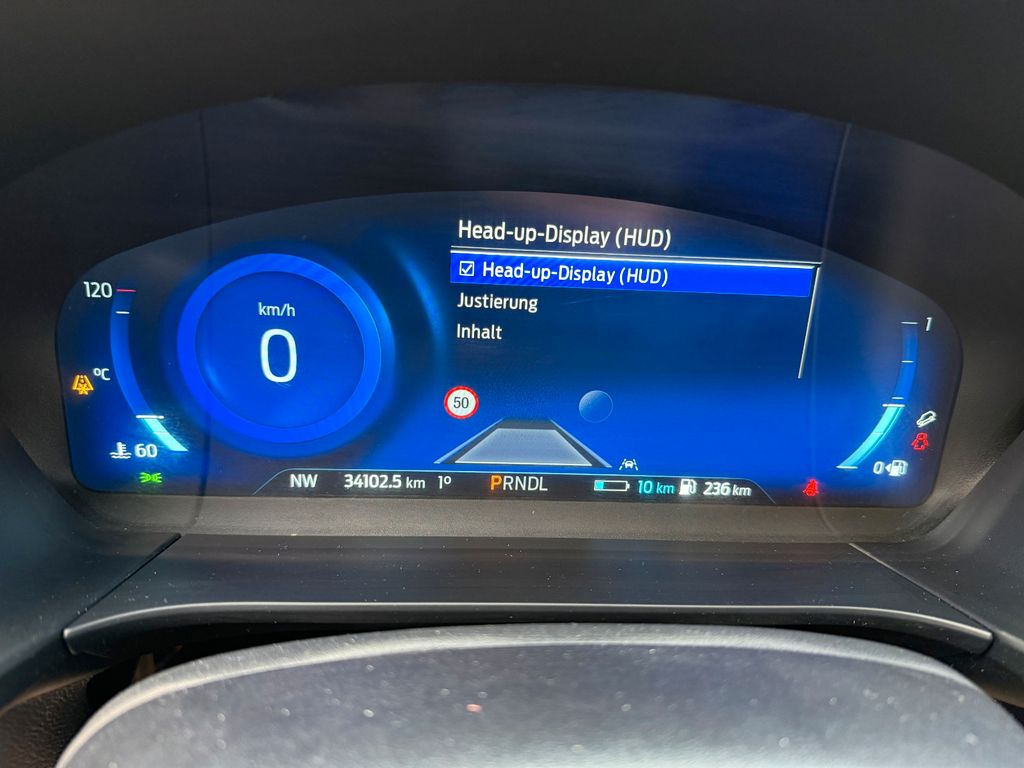 Head-up-Display (HUD)
Head-up-Display (HUD)
Justierung
Inhalt
120
°C
60
km/h
0
50
1
0
NW 34102.5 km 1° PRNDL 10 km 236 km